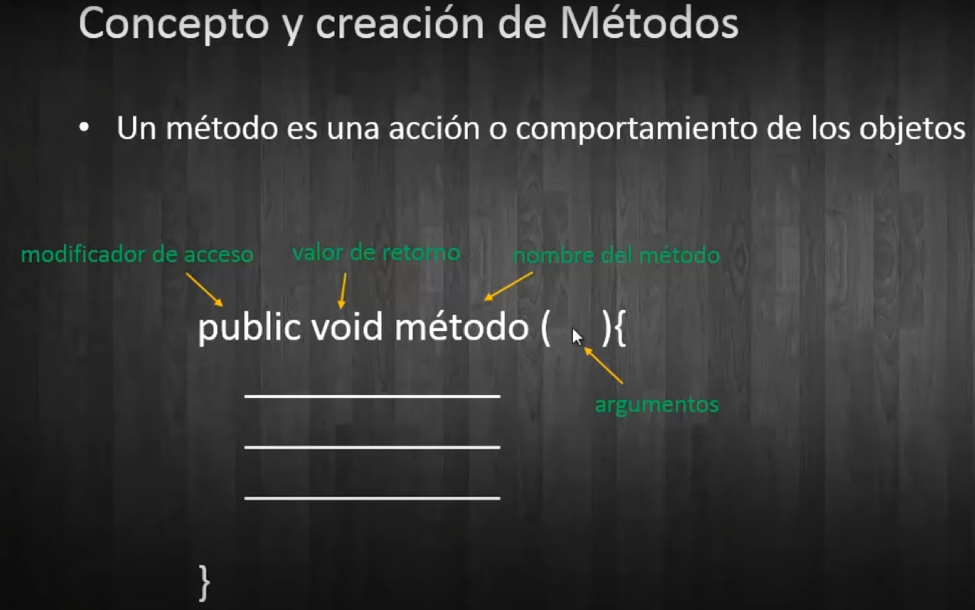 Concepto y creación de Métodos
• Un método es una acción o comportamiento de los objetos
modificador de acceso valor de retorno nombre del método
public void método ( ){
argumentos
}